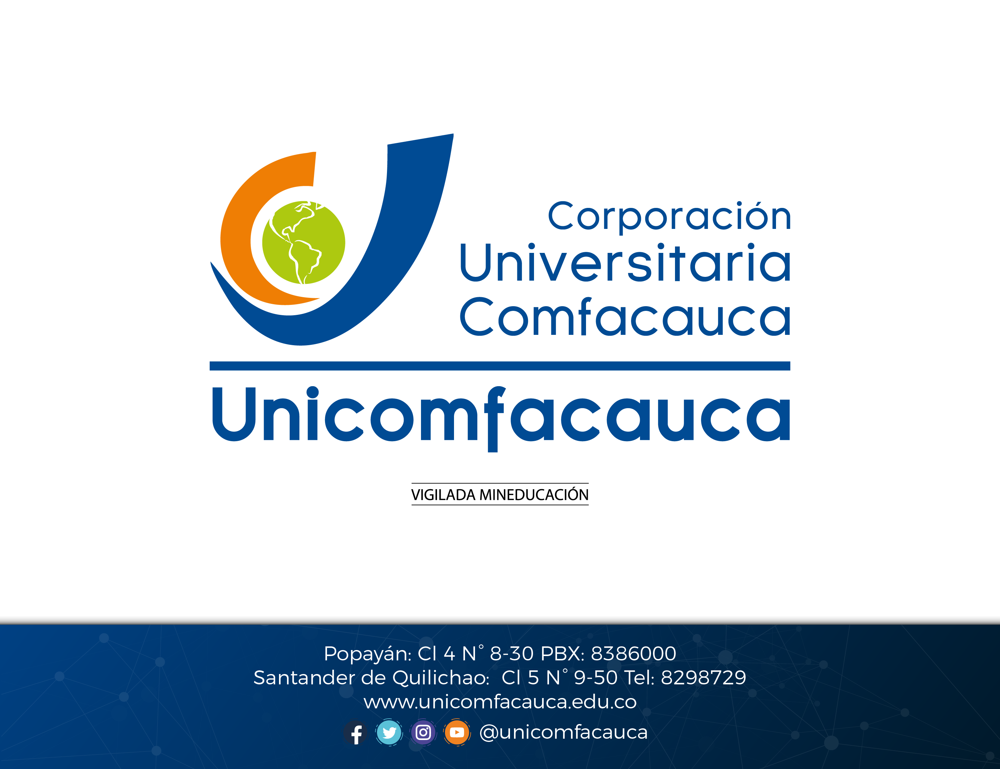 Corporación
Universitaria
Comfacauca
Unicomfacauca
VIGILADA MINEDUCACIÓN
Popayán: Cl 4 N° 8-30 PBX: 8386000
Santander de Quilichao: Cl 5 N° 9-50 Tel: 8298729
www.unicomfacauca.edu.co
@unicomfacauca